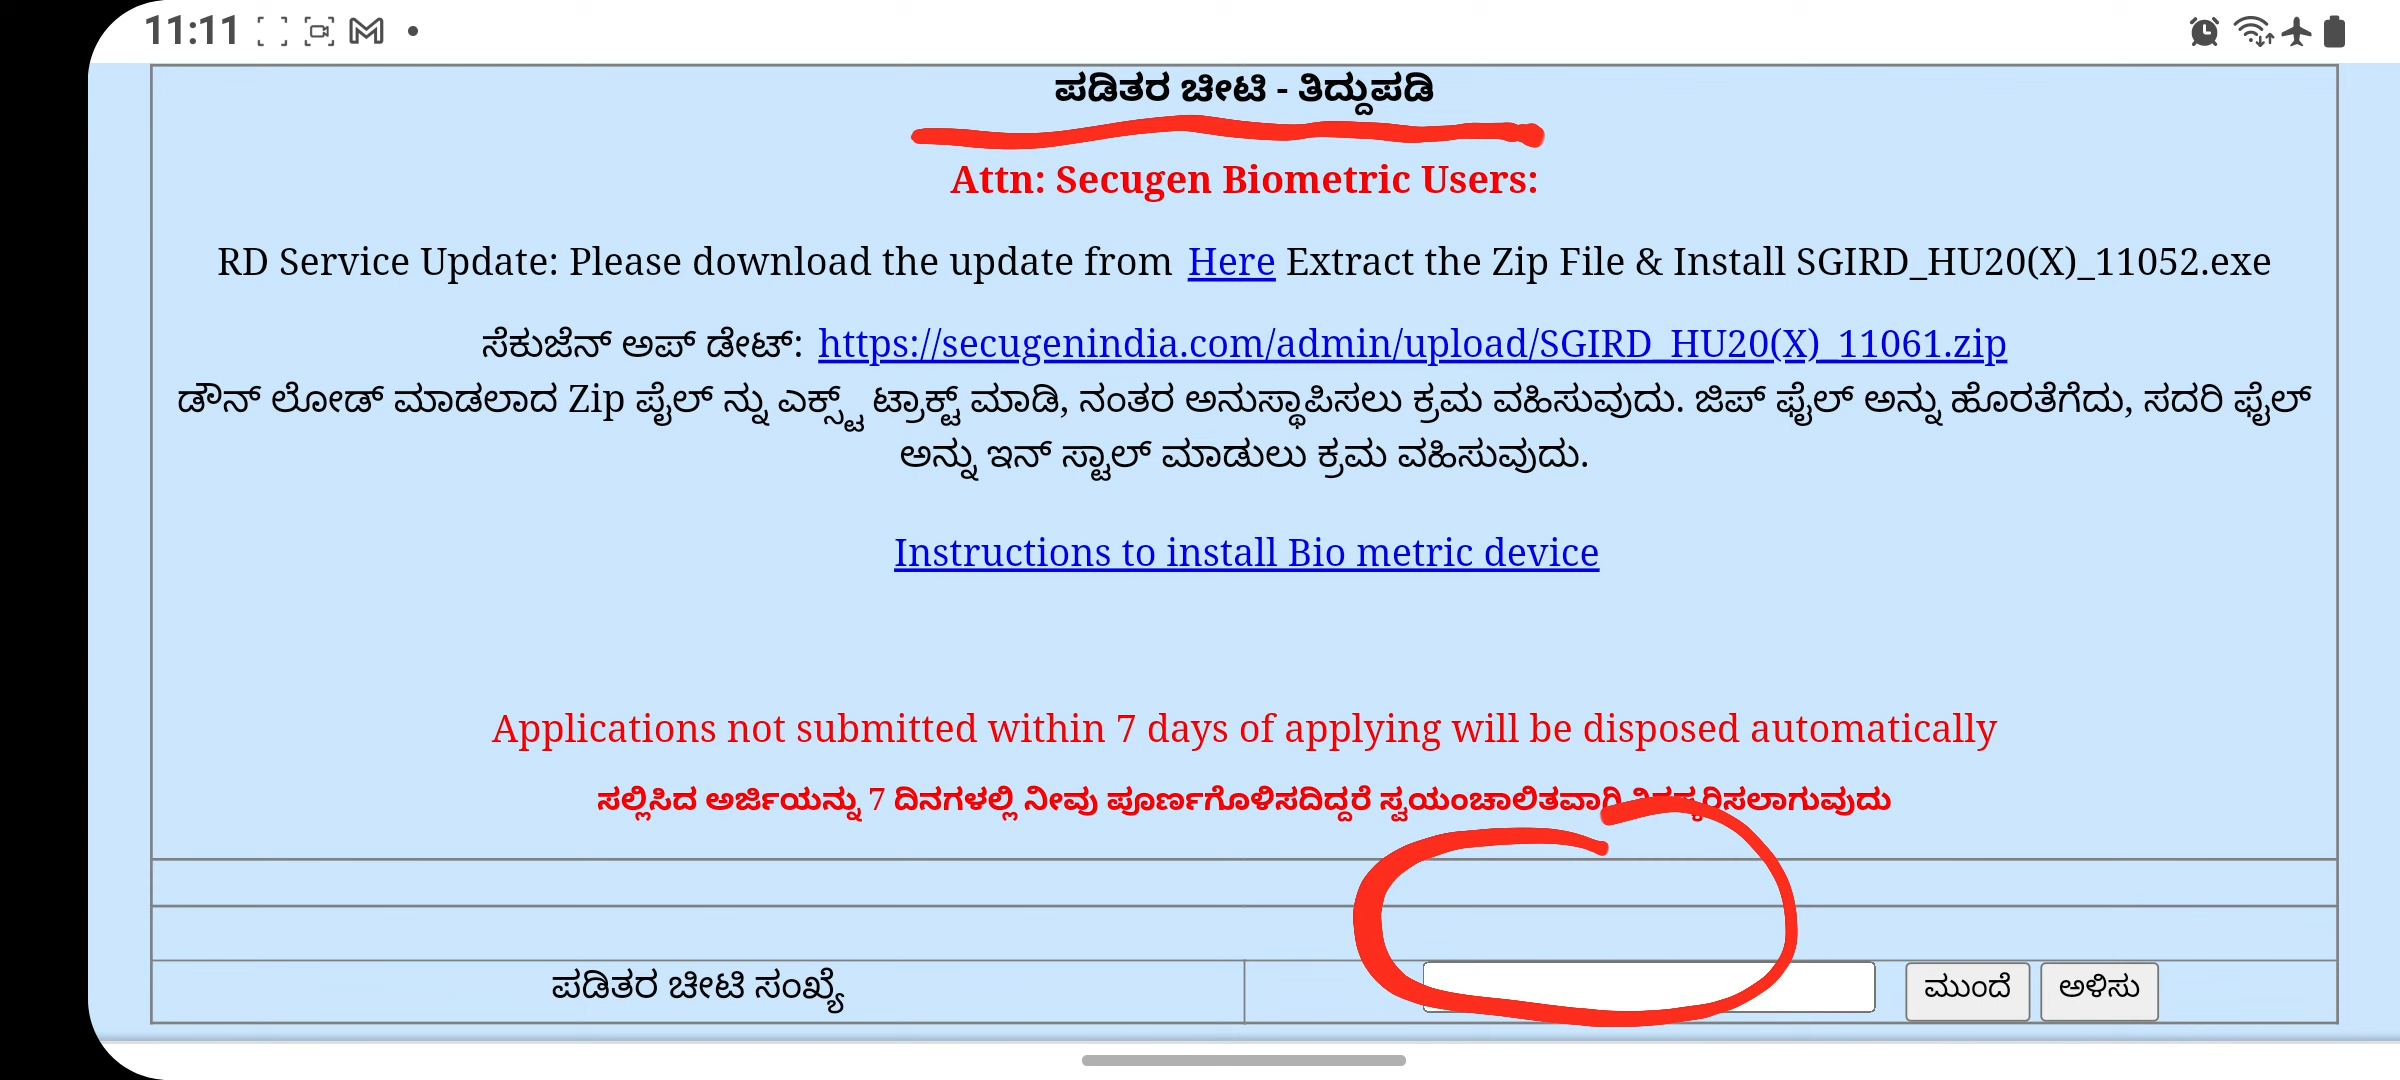 11:11
ಪಡಿತರ ಚೀಟಿ - ತಿದ್ದುಪಡಿ
Attn: Secugen Biometric Users:
RD Service Update: Please download the update from Here Extract the Zip File & Install SGIRD_HU20(X)_11052.exe
ಸೆಕುಜೆನ್ ಅಪ್ ಡೇಟ್: https://secugenindia.com/admin/upload/SGIRD_HU20(X)_11061.zip
ಡೌನ್ ಲೋಡ್ ಮಾಡಲಾದ Zip ಫೈಲ್ ನ್ನು ಎಕ್ಸ್ಟ್ರ್ ಟ್ರಾಕ್ಟ್ ಮಾಡಿ, ನಂತರ ಅನುಸ್ಥಾಪಿಸಲು ಕ್ರಮ ವಹಿಸುವುದು. ಜಿಪ್ ಫೈಲ್ ಅನ್ನು ಹೊರತೆಗೆದು, ಸದರಿ ಫೈಲ್
ಅನ್ನು ಇನ್ ಸ್ಟಾಲ್ ಮಾಡುಲು ಕ್ರಮ ವಹಿಸುವುದು.
Instructions to install Bio metric device
Applications not submitted within 7 days of applying will be disposed automatically
ಸಲ್ಲಿಸಿದ ಅರ್ಜಿಯನ್ನು 7 ದಿನಗಳಲ್ಲಿ ನೀವು ಪೂರ್ಣಗೊಳಿಸದಿದ್ದರೆ ಸ್ವಯಂಚಾಲಿತವಾಗಿ
ಪಡಿತರ ಚೀಟಿ ಸಂಖ್ಯೆ ಮುಂದೆ ಅಳಿಸು